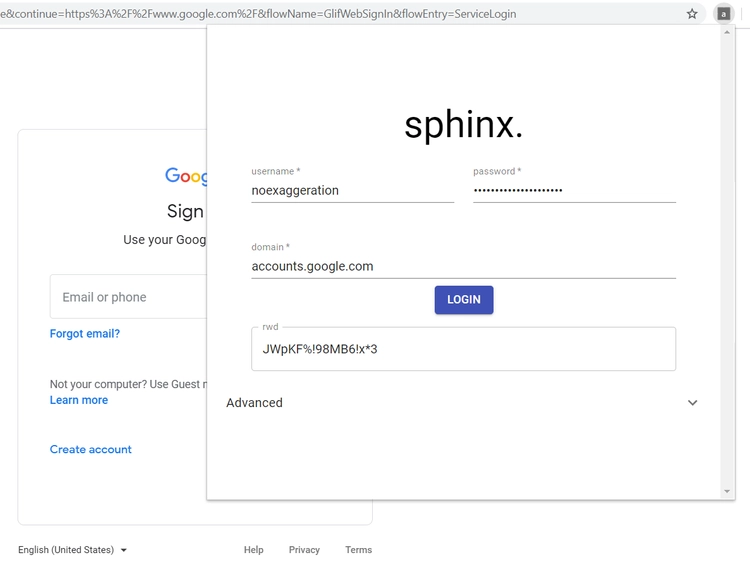 e&continue=https%3A%2F%2Fwww.google.com%2F&flowName=GlifWebSignIn&flowEntry=ServiceLogin
a
sphinx.
username *
password *
noexaggeration
•••••••••••••••••••••
domain *
accounts.google.com
LOGIN
rwd
JWpKF%!98MB6!x*3
Advanced
Goog
Sign
Use your Goog
Email or phone
Forgot email?
Not your computer? Use Guest
Learn more
Create account
English (United States)
Help
Privacy
Terms